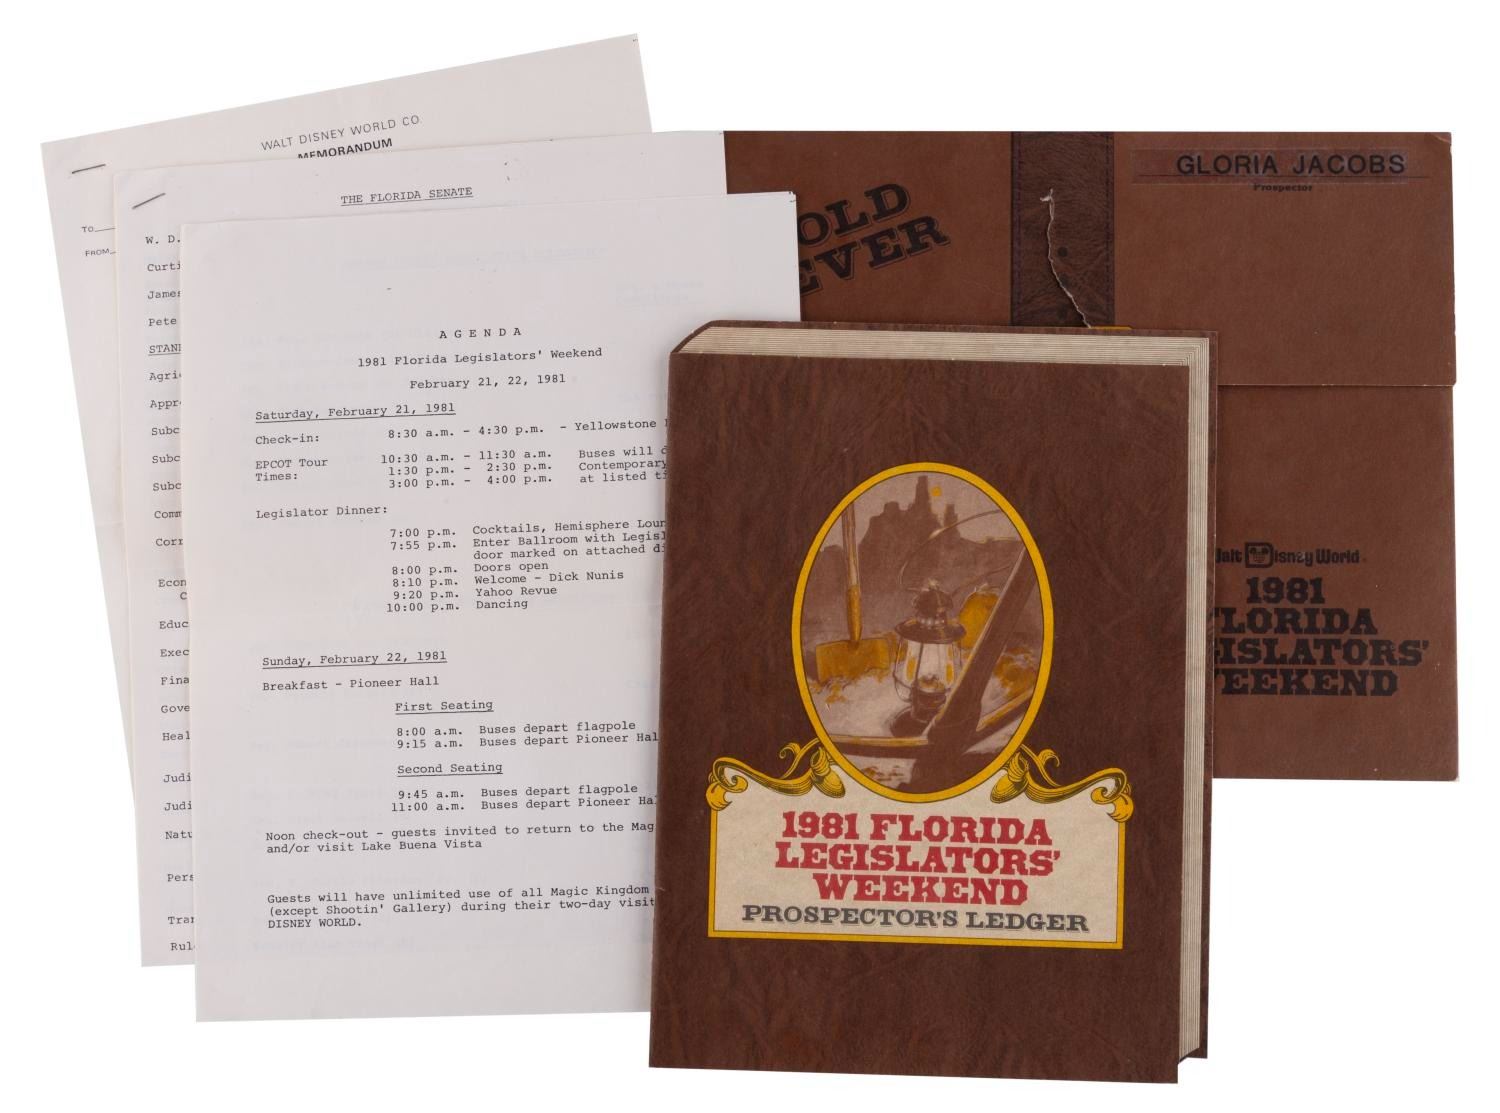 WALT DISNEY WORLD CO.
MEMORANDUM
TO
FROM
THE FLORIDA SENATE
W. D.
Curti
James
Pete
STAN
Agri
Appr
Subc
Subc
Subc
Comm
Corr
Econ
C
Educ
Exec
Fina
Gove
Heal
Judi
Judi
Natu
Pers
Tra
Rul
A G E N D A
1981 Florida Legislators' Weekend
February 21, 22, 1981
Saturday, February 21, 1981
Check-in: 8:30 a.m. - 4:30 p.m. - Yellowstone
EPCOT Tour 10:30 a.m. - 11:30 a.m. Buses will d
Times: 1:30 p.m. - 2:30 p.m. Contemporary
3:00 p.m. - 4:00 p.m. at listed ti
Legislator Dinner:
7:00 p.m. Cocktails, Hemisphere Loun
7:55 p.m. Enter Ballroom with Legisl
door marked on attached di
8:00 p.m. Doors open
8:10 p.m. Welcome - Dick Nunis
9:20 p.m. Yahoo Revue
10:00 p.m. Dancing
Sunday, February 22, 1981
Breakfast - Pioneer Hall
First Seating
8:00 a.m. Buses depart flagpole
9:15 a.m. Buses depart Pioneer Hal
Second Seating
9:45 a.m. Buses depart flagpole
11:00 a.m. Buses depart Pioneer Hal
Noon check-out - guests invited to return to the Mag
and/or visit Lake Buena Vista
Guests will have unlimited use of all Magic Kingdom
(except Shootin' Gallery) during their two-day visit
DISNEY WORLD.
OLD
EVER
GLORIA JACOBS
Prospector
Walt Disney World
1981
FLORIDA
GISLATORS'
WEEKEND
1981 FLORIDA
LEGISLATORS'
WEEKEND
PROSPECTOR'S LEDGER